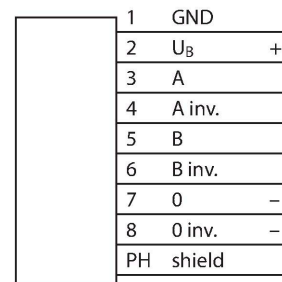 1 GND
2 U_B +
3 A
4 A inv.
5 B
6 B inv.
7 0 –
8 0 inv. –
PH shield